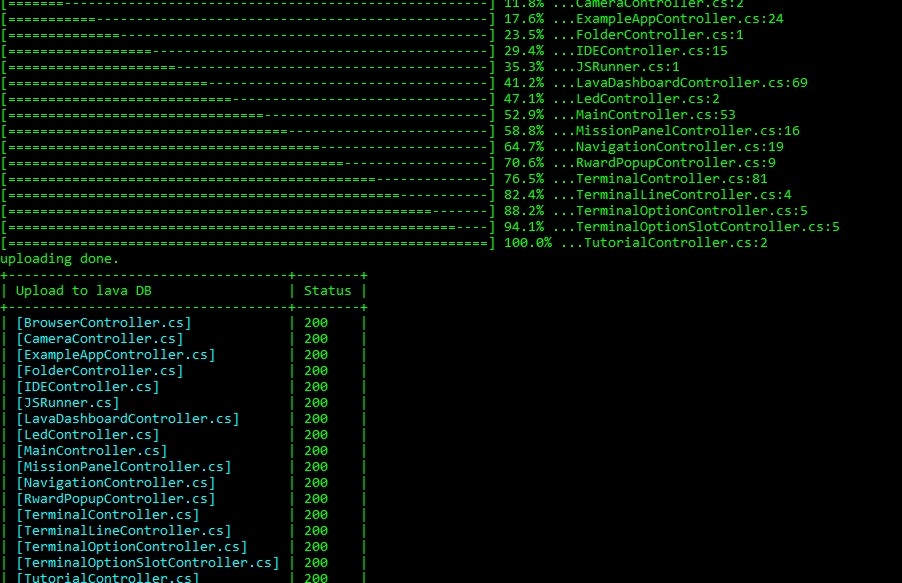 [=======-----------------------------------------------------] 11.8% ...CameraController.cs:2
[===========-------------------------------------------------] 17.6% ...ExampleAppController.cs:24
[==============----------------------------------------------] 23.5% ...FolderController.cs:1
[==================------------------------------------------] 29.4% ...IDEController.cs:15
[=====================---------------------------------------] 35.3% ...JSRunner.cs:1
[=========================-----------------------------------] 41.2% ...LavaDashboardController.cs:69
[============================--------------------------------] 47.1% ...LedController.cs:2
[================================----------------------------] 52.9% ...MainController.cs:53
[===================================-------------------------] 58.8% ...MissionPanelController.cs:16
[=======================================---------------------] 64.7% ...NavigationController.cs:19
[==========================================------------------] 70.6% ...RwardPopupController.cs:9
[==============================================--------------] 76.5% ...TerminalController.cs:81
[=================================================-----------] 82.4% ...TerminalLineController.cs:4
[=====================================================-------] 88.2% ...TerminalOptionController.cs:5
[========================================================----] 94.1% ...TerminalOptionSlotController.cs:5
[============================================================] 100.0% ...TutorialController.cs:2
uploading done.
+-----------------------------------+--------+
| Upload to lava DB | Status |
+-----------------------------------+--------+
| [BrowserController.cs] | 200 |
| [CameraController.cs] | 200 |
| [ExampleAppController.cs] | 200 |
| [FolderController.cs] | 200 |
| [IDEController.cs] | 200 |
| [JSRunner.cs] | 200 |
| [LavaDashboardController.cs] | 200 |
| [LedController.cs] | 200 |
| [MainController.cs] | 200 |
| [MissionPanelController.cs] | 200 |
| [NavigationController.cs] | 200 |
| [RwardPopupController.cs] | 200 |
| [TerminalController.cs] | 200 |
| [TerminalLineController.cs] | 200 |
| [TerminalOptionController.cs] | 200 |
| [TerminalOptionSlotController.cs] | 200 |
| [TutorialController.cs] | 200 |